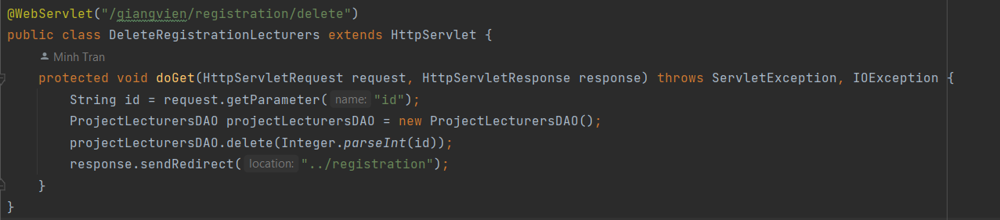 @WebServlet("/giangvien/registration/delete")
public class DeleteRegistrationLecturers extends HttpServlet {
Minh Tran
protected void doGet(HttpServletRequest request, HttpServletResponse response) throws ServletException, IOException {
String id = request.getParameter( name: "id");
ProjectLecturersDAO projectLecturersDAO = new ProjectLecturersDAO();
projectLecturersDAO.delete(Integer.parseInt(id));
response.sendRedirect( location: "../registration");
}
}